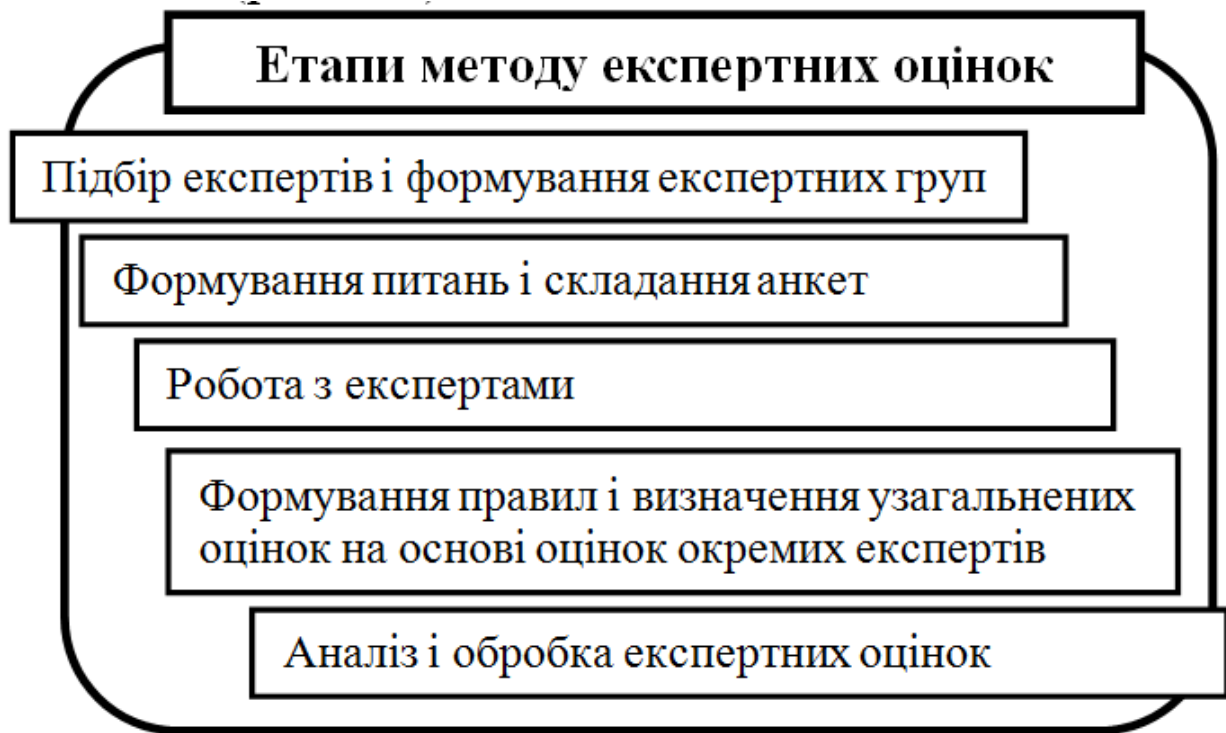 Етапи методу експертних оцінок
Підбір експертів і формування експертних груп
Формування питань і складання анкет
Робота з експертами
Формування правил і визначення узагальнених
оцінок на основі оцінок окремих експертів
Аналіз і обробка експертних оцінок